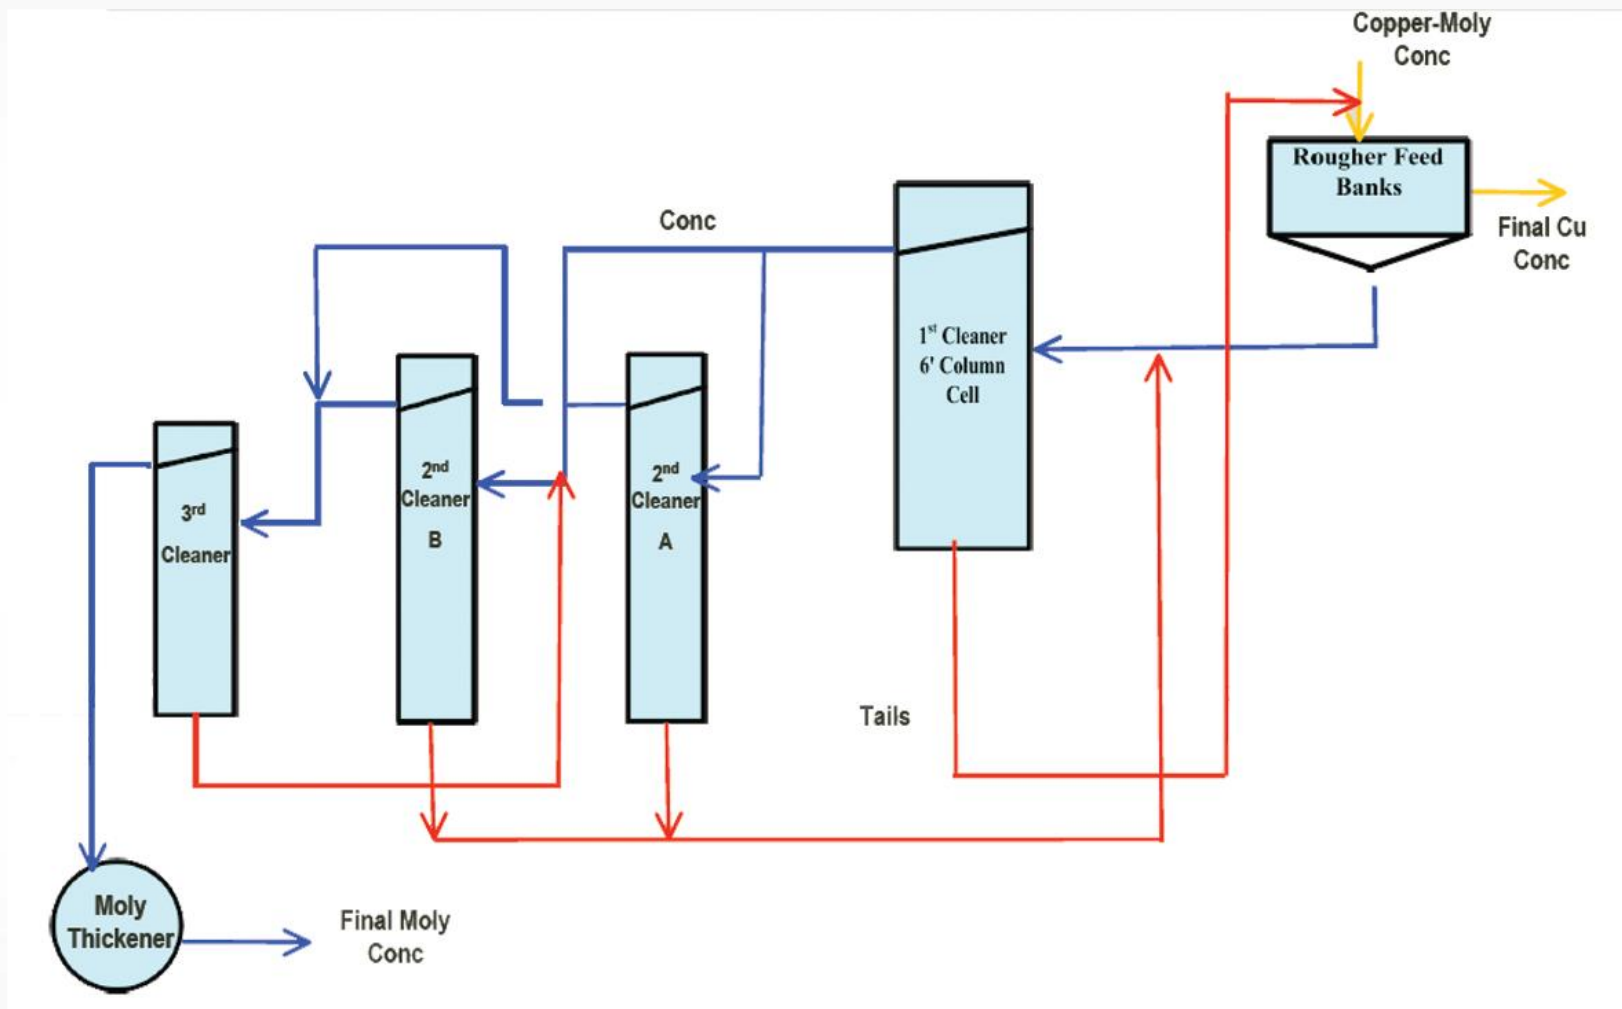 Copper-Moly
Conc
Rougher Feed
Banks
Final Cu
Conc
Conc
1st Cleaner
6' Column
Cell
2nd
Cleaner
A
2nd
Cleaner
B
3rd
Cleaner
Tails
Moly
Thickener
Final Moly
Conc